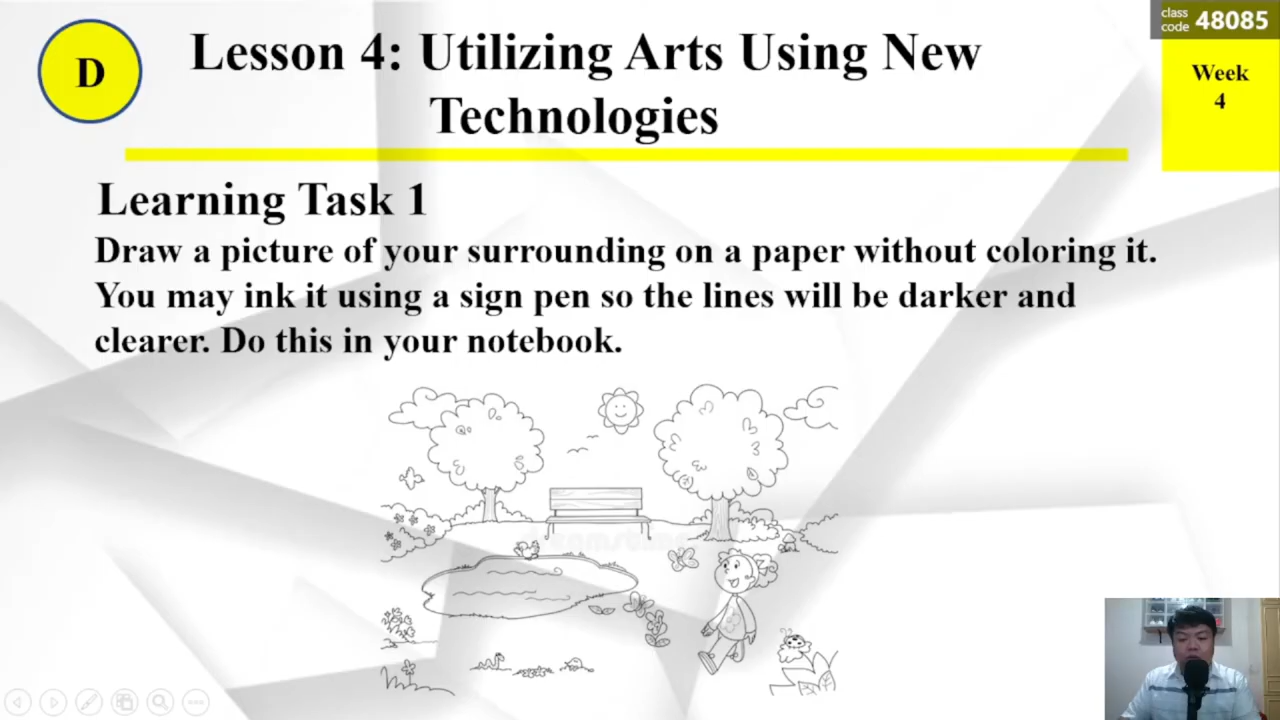 class
code 48085
D
Lesson 4: Utilizing Arts Using New
Technologies
Week
4
Learning Task 1
Draw a picture of your surrounding on a paper without coloring it.
You may ink it using a sign pen so the lines will be darker and
clearer. Do this in your notebook.
dreamstime